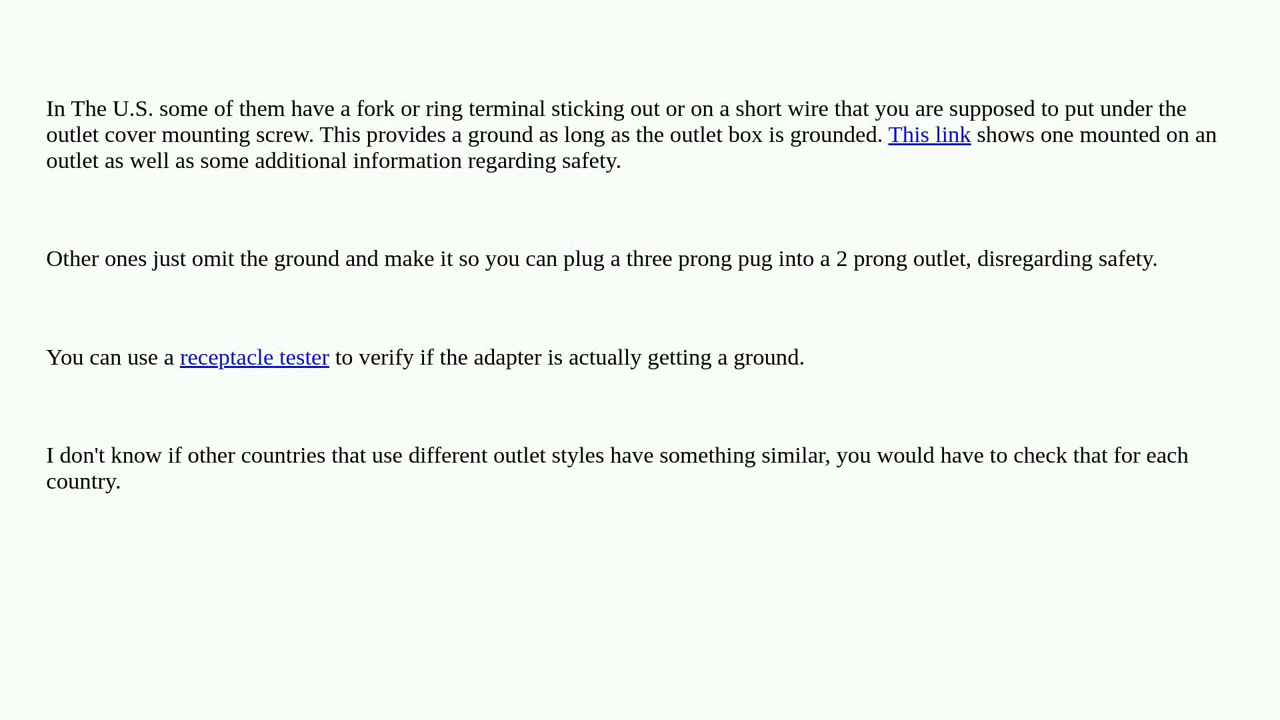 In The U.S. some of them have a fork or ring terminal sticking out or on a short wire that you are supposed to put under the
outlet cover mounting screw. This provides a ground as long as the outlet box is grounded. This link shows one mounted on an
outlet as well as some additional information regarding safety.
Other ones just omit the ground and make it so you can plug a three prong pug into a 2 prong outlet, disregarding safety.
You can use a receptacle tester to verify if the adapter is actually getting a ground.
I don't know if other countries that use different outlet styles have something similar, you would have to check that for each
country.